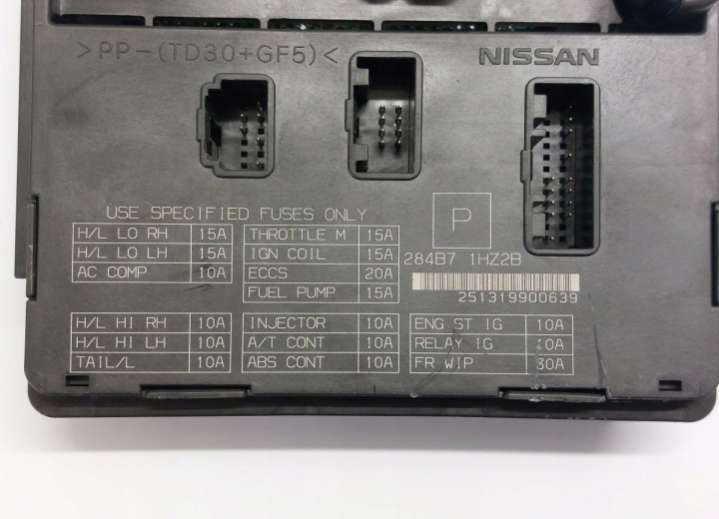 >PP-(TD30+GF5)< NISSAN
USE SPECIFIED FUSES ONLY
P
H/L LO RH 15A
H/L LO LH 15A
AC COMP 10A
THROTTLE M 15A
IGN COIL 15A
ECCS 20A
FUEL PUMP 15A
284B7 1HZ2B
251319900639
H/L HI RH 10A
H/L HI LH 10A
TAIL/L 10A
INJECTOR 10A
A/T CONT 10A
ABS CONT 10A
ENG ST IG 10A
RELAY IG 10A
FR WIP 30A